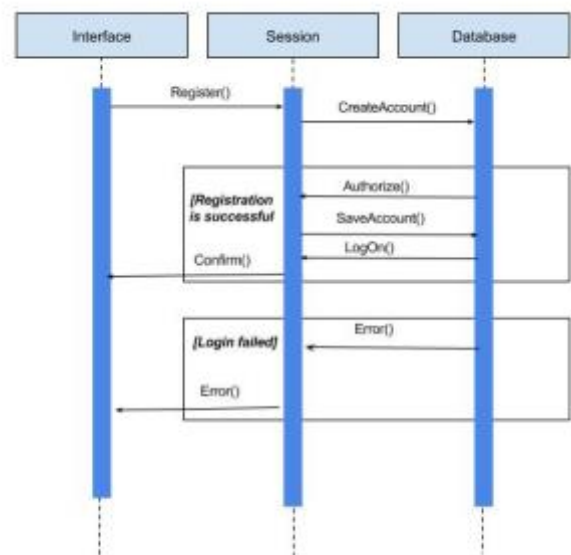 Interface
Session
Database
Register()
CreateAccount()
Authorize()
[Registration
is successful
SaveAccount()
LogOn()
Confirm()
Error()
[Login failed]
Error()